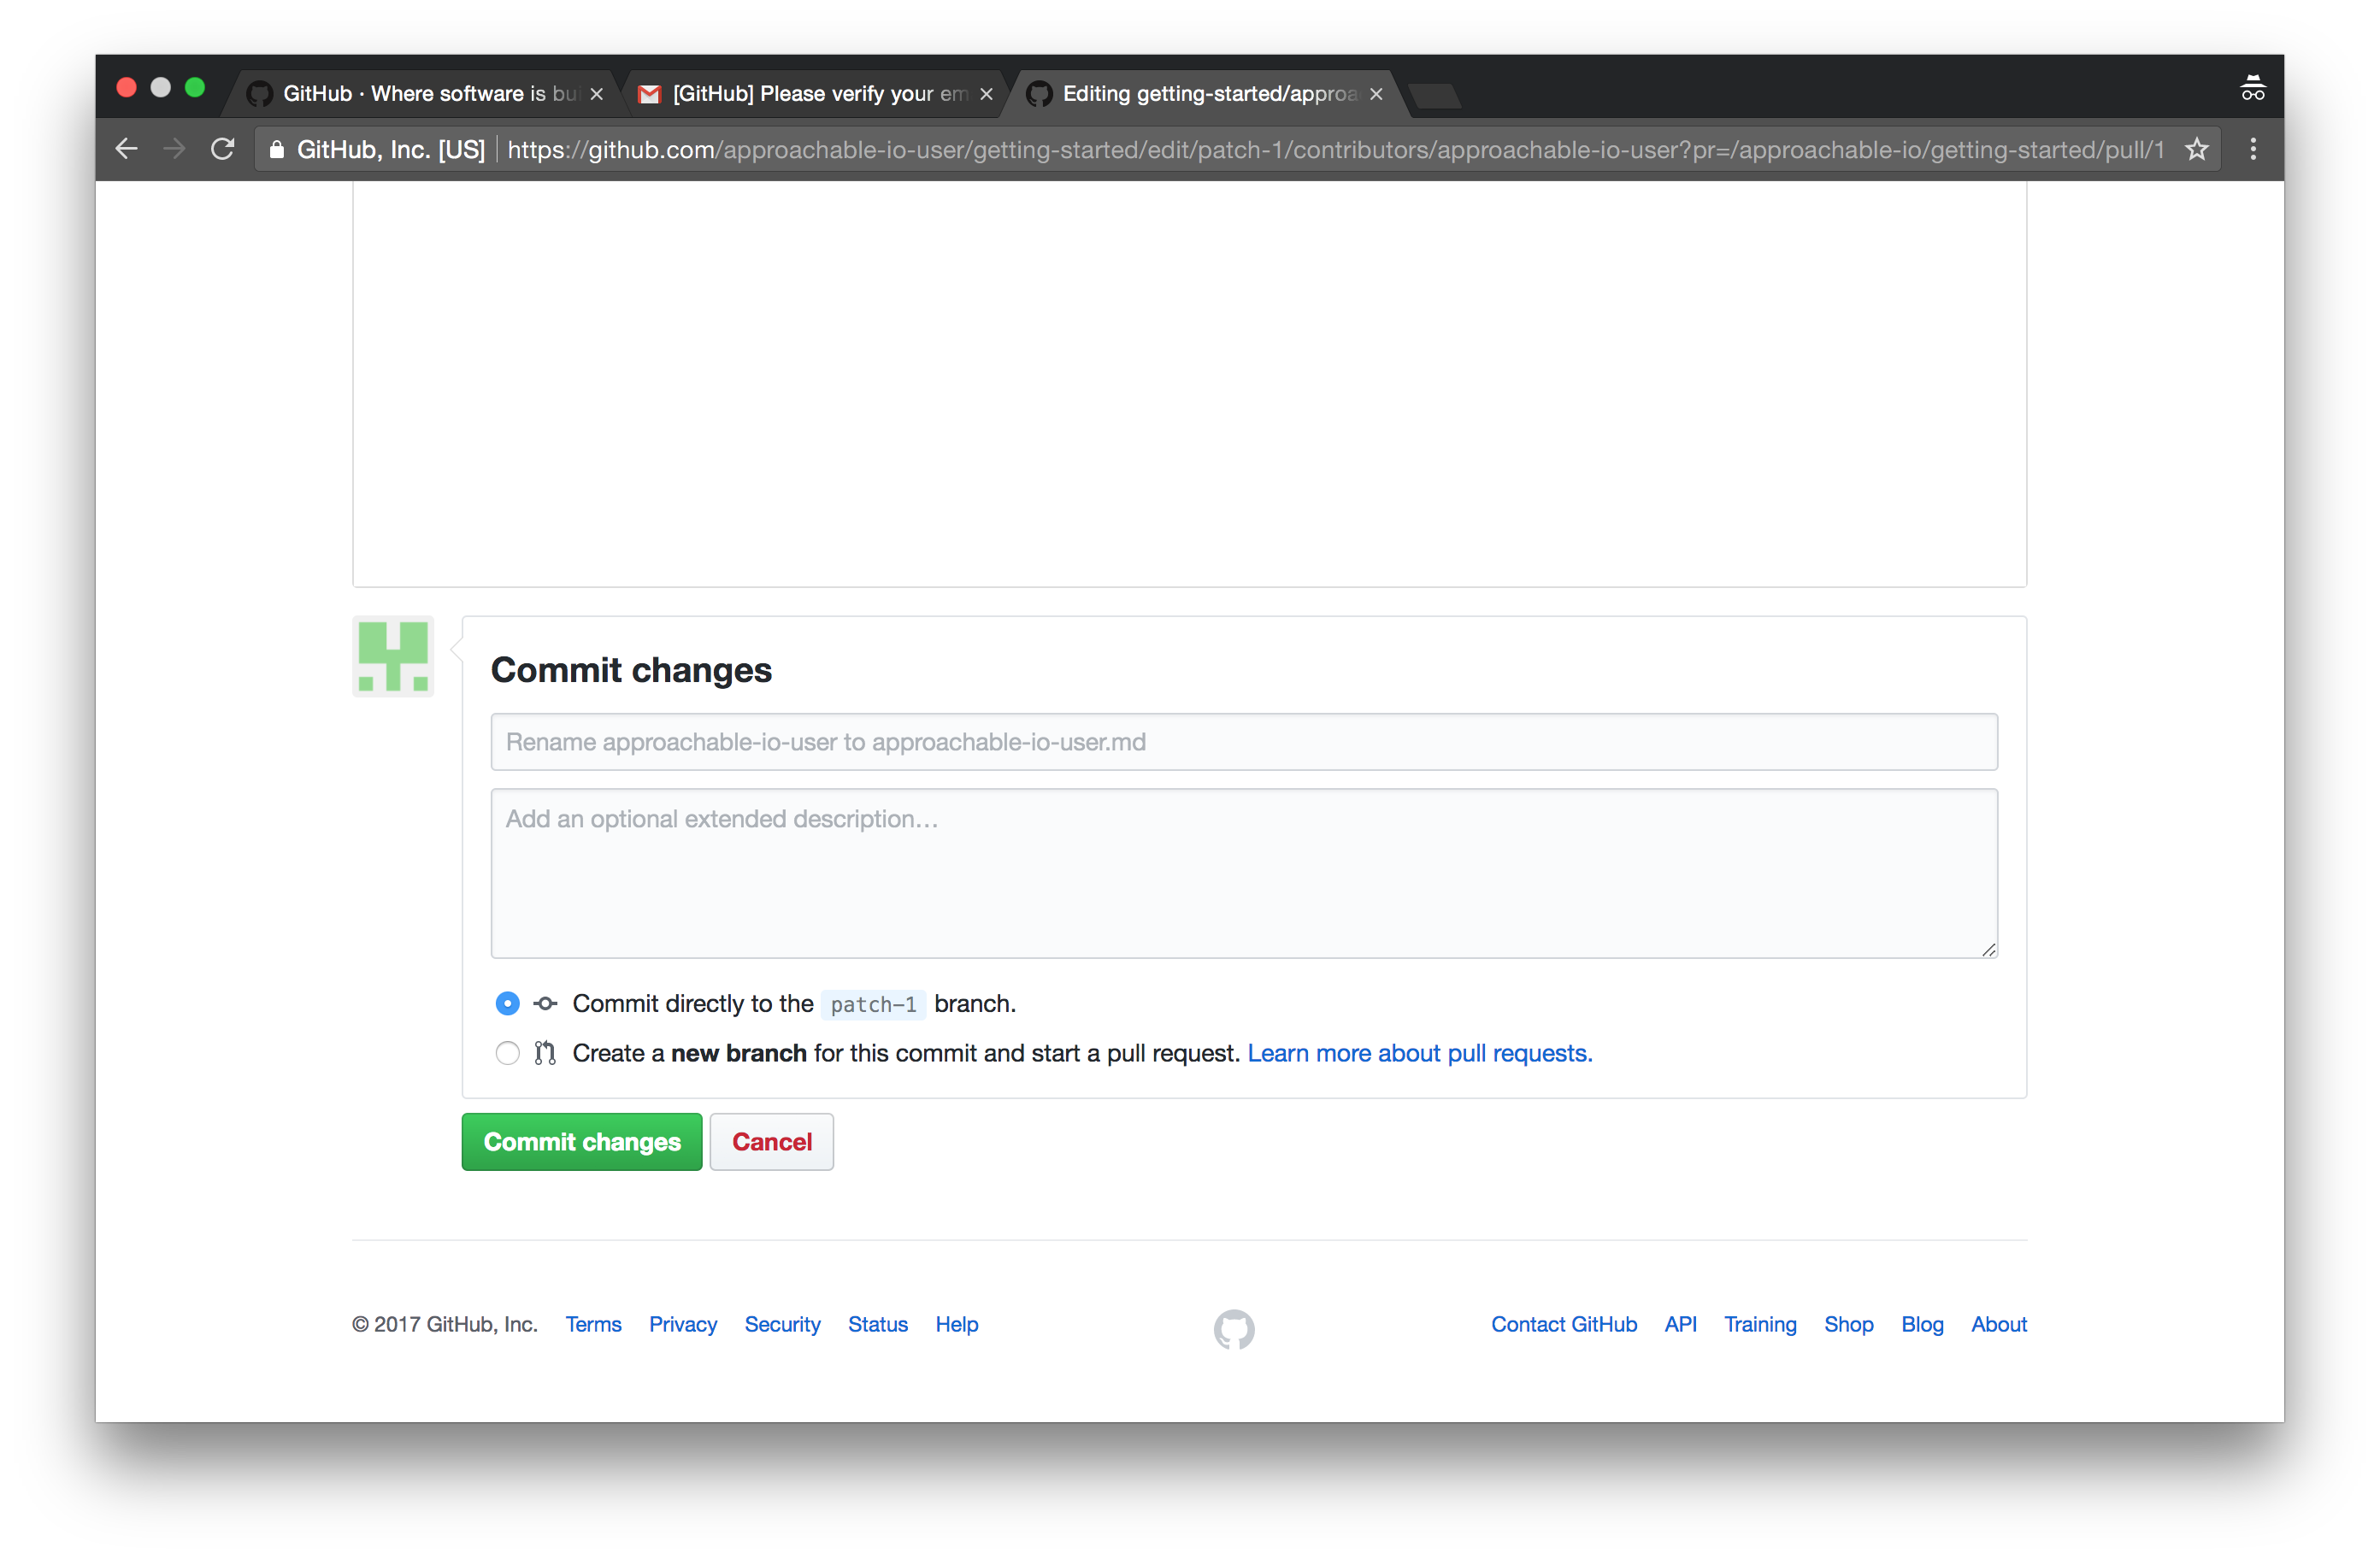 GitHub · Where software is bui
[GitHub] Please verify your em
Editing getting-started/approa
GitHub, Inc. [US] https://github.com/approachable-io-user/getting-started/edit/patch-1/contributors/approachable-io-user?pr=/approachable-io/getting-started/pull/1
Commit changes
Rename approachable-io-user to approachable-io-user.md
Add an optional extended description…
Commit directly to the patch-1 branch.
Create a new branch for this commit and start a pull request. Learn more about pull requests.
Commit changes Cancel
© 2017 GitHub, Inc. Terms Privacy Security Status Help Contact GitHub API Training Shop Blog About